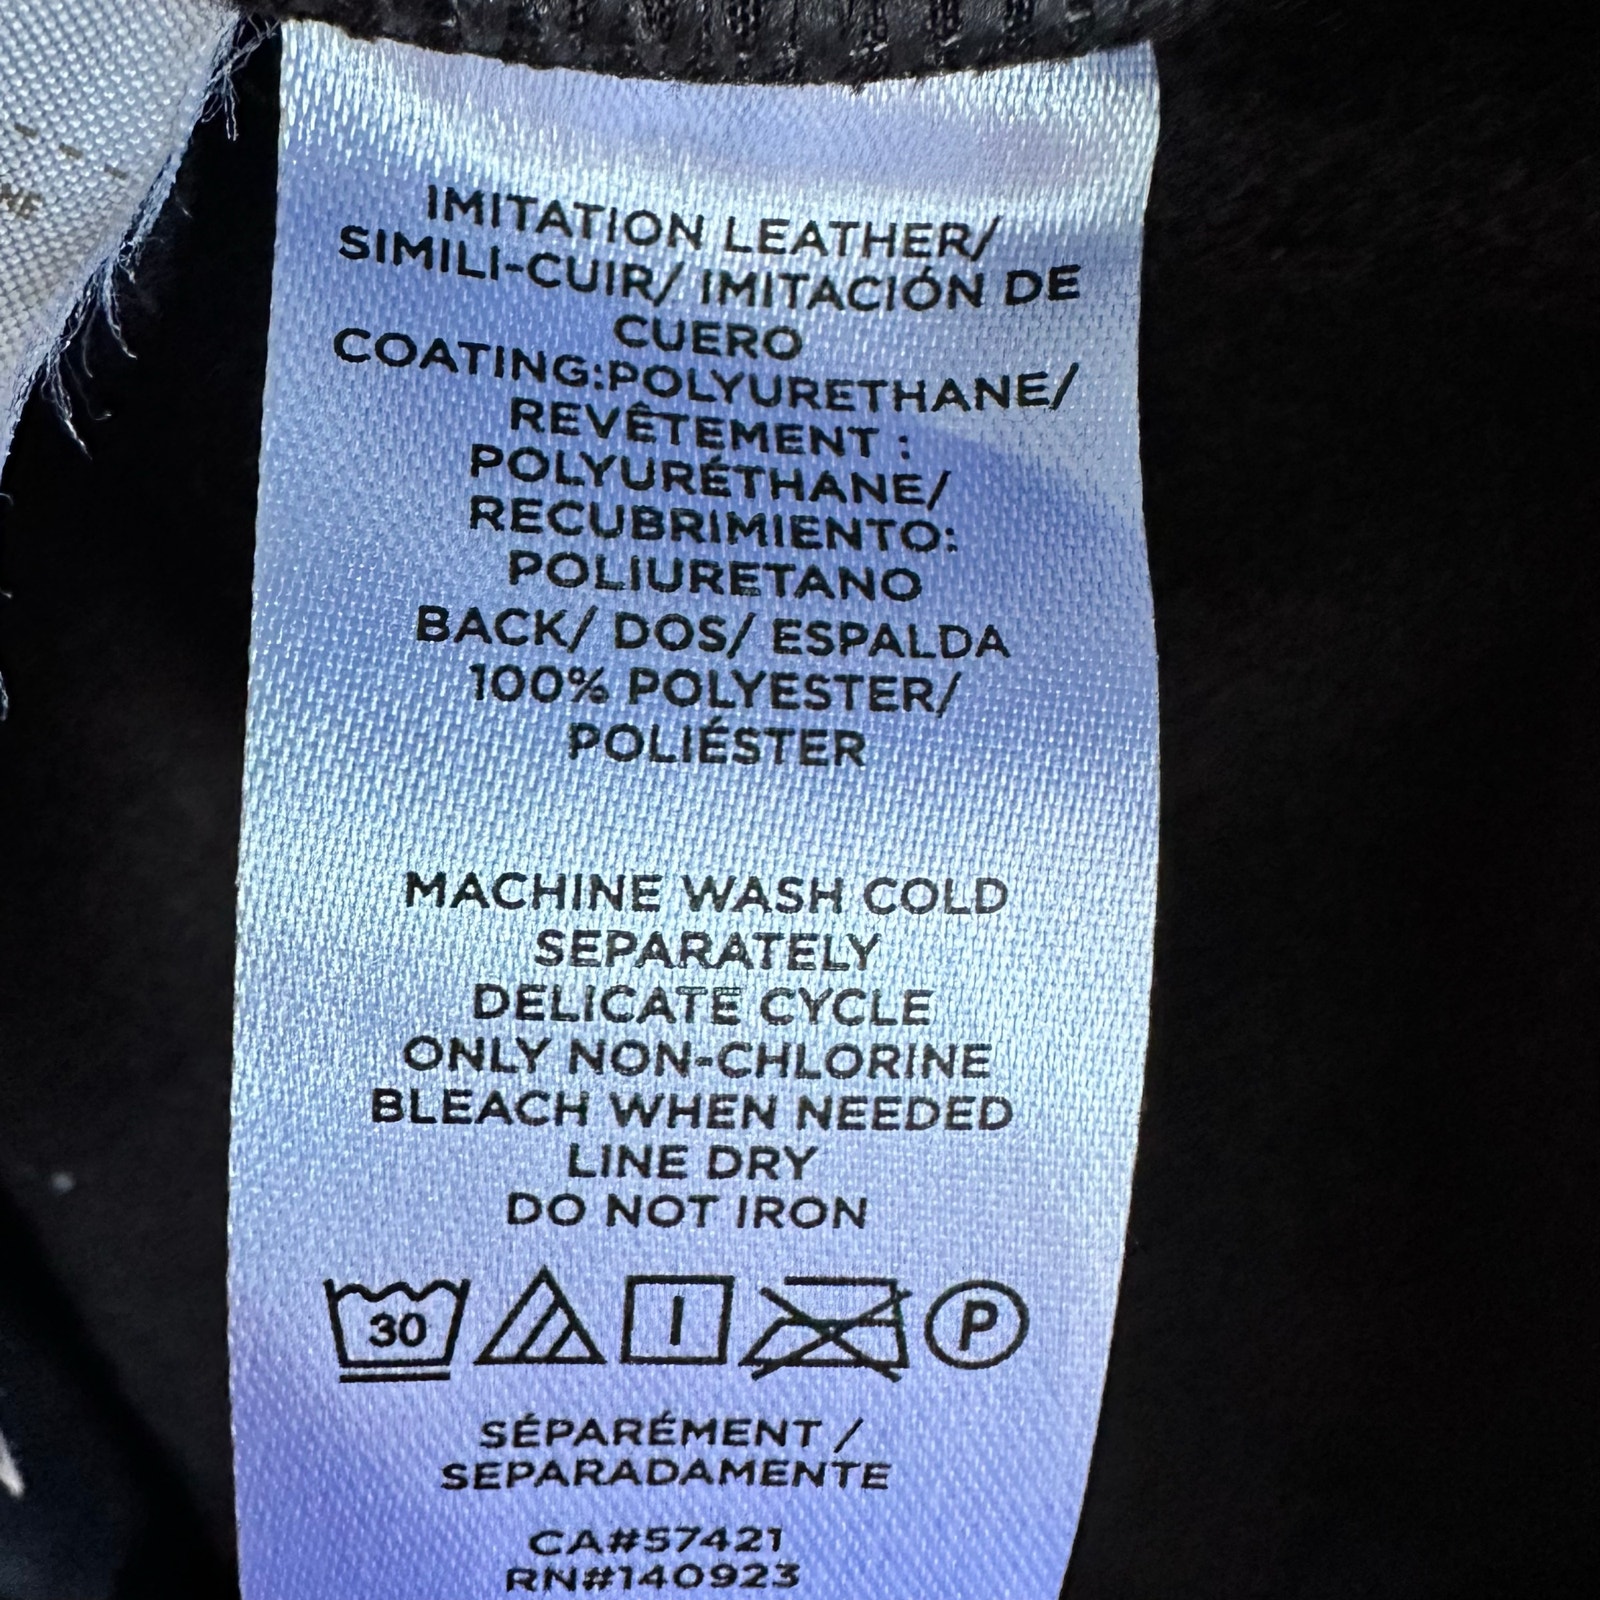 IMITATION LEATHER/
SIMILI-CUIR/ IMITACIÓN DE
CUERO
COATING:POLYURETHANE/
REVÊTEMENT :
POLYURÉTHANE/
RECUBRIMIENTO:
POLIURETANO
BACK/ DOS/ ESPALDA
100% POLYESTER/
POLIÉSTER
MACHINE WASH COLD
SEPARATELY
DELICATE CYCLE
ONLY NON-CHLORINE
BLEACH WHEN NEEDED
LINE DRY
DO NOT IRON
30 P
SÉPARÉMENT /
SEPARADAMENTE
CA#57421
RN#140923